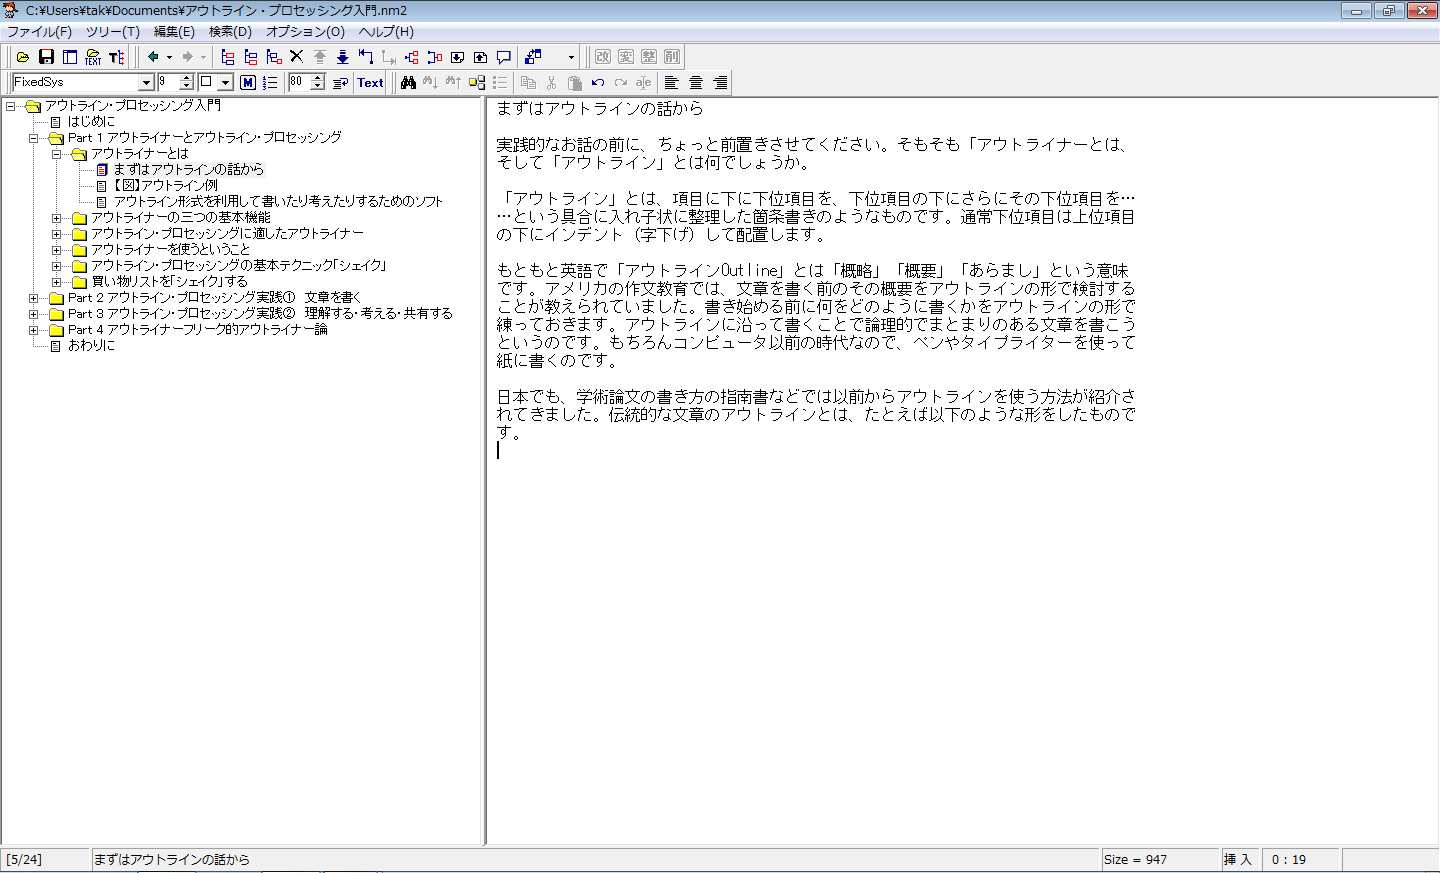 C:¥Users¥tak¥Documents¥アウトライン・プロセッシング入門.nm2
ファイル(F) ツリー(T) 編集(E) 検索(D) オプション(O) ヘルプ(H)
TEXT T 改 変 整 削
FixedSys 9 M 80 Text
アウトライン・プロセッシング入門
はじめに
Part 1 アウトライナーとアウトライン・プロセッシング
アウトライナーとは
まずはアウトラインの話から
【図】アウトライン例
アウトライン形式を利用して書いたり考えたりするためのソフト
アウトライナーの三つの基本機能
アウトライン・プロセッシングに適したアウトライナー
アウトライナーを使うということ
アウトライン・プロセッシングの基本テクニック「シェイク」
買い物リストを「シェイク」する
Part 2 アウトライン・プロセッシング実践① 文章を書く
Part 3 アウトライン・プロセッシング実践② 理解する・考える・共有する
Part 4 アウトライナーフリーク的アウトライナー論
おわりに
まずはアウトラインの話から
実践的なお話の前に、ちょっと前置きさせてください。そもそも「アウトライナーとは、
そして「アウトライン」とは何でしょうか。
「アウトライン」とは、項目に下に下位項目を、下位項目の下にさらにその下位項目を…
…という具合に入れ子状に整理した箇条書きのようなものです。通常下位項目は上位項目
の下にインデント（字下げ）して配置します。
もともと英語で「アウトラインOutline」とは「概略」「概要」「あらまし」という意味
です。アメリカの作文教育では、文章を書く前のその概要をアウトラインの形で検討する
ことが教えられていました。書き始める前に何をどのように書くかをアウトラインの形で
練っておきます。アウトラインに沿って書くことで論理的でまとまりのある文章を書こう
というのです。もちろんコンピュータ以前の時代なので、ペンやタイプライターを使って
紙に書くのです。
日本でも、学術論文の書き方の指南書などでは以前からアウトラインを使う方法が紹介さ
れてきました。伝統的な文章のアウトラインとは、たとえば以下のような形をしたもので
す。
[5/24] まずはアウトラインの話から Size = 947 挿入 0 : 19